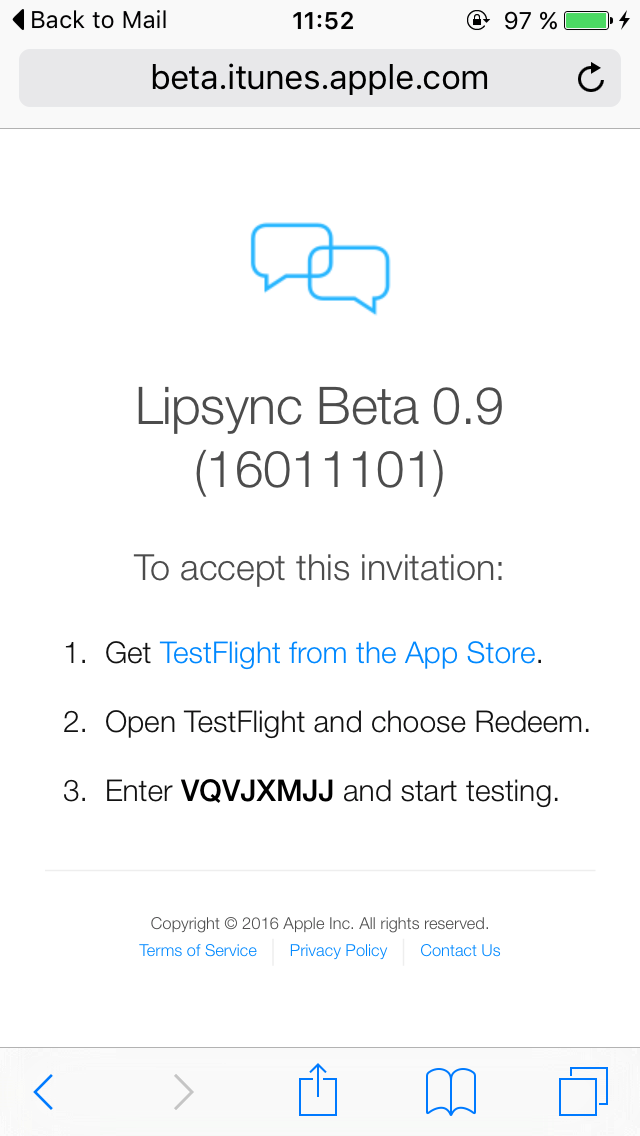 Back to Mail 11:52 97 %
beta.itunes.apple.com
Lipsync Beta 0.9
(16011101)
To accept this invitation:
1. Get TestFlight from the App Store.
2. Open TestFlight and choose Redeem.
3. Enter VQVJXMJJ and start testing.
Copyright © 2016 Apple Inc. All rights reserved.
Terms of Service Privacy Policy Contact Us